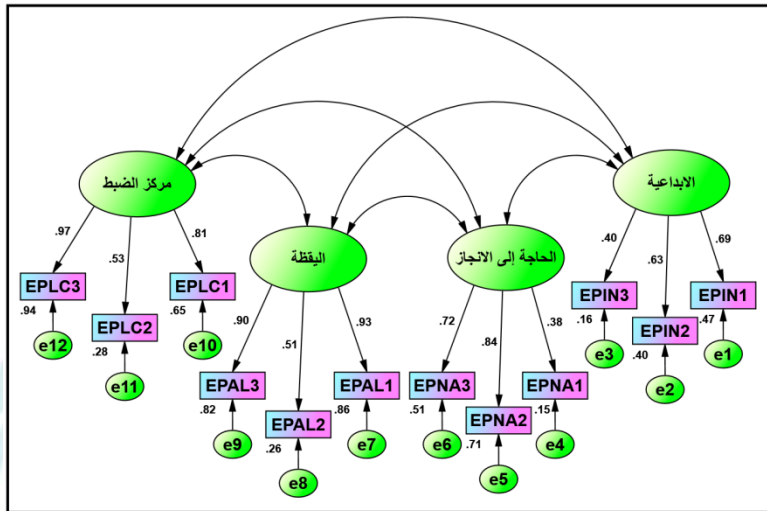 مركز الضبط
الابداعية
اليقظة
الحاجة إلى الانجاز
.97
.53
.81
.40
.63
.69
EPLC3
EPLC2
EPLC1
EPIN3
EPIN2
EPIN1
.94
.28
.65
.16
.40
.47
e12
e11
e10
e3
e2
e1
.90
.51
.93
.72
.84
.38
EPAL3
EPAL2
EPAL1
EPNA3
EPNA2
EPNA1
.82
.26
.86
.51
.71
.15
e9
e8
e7
e6
e5
e4